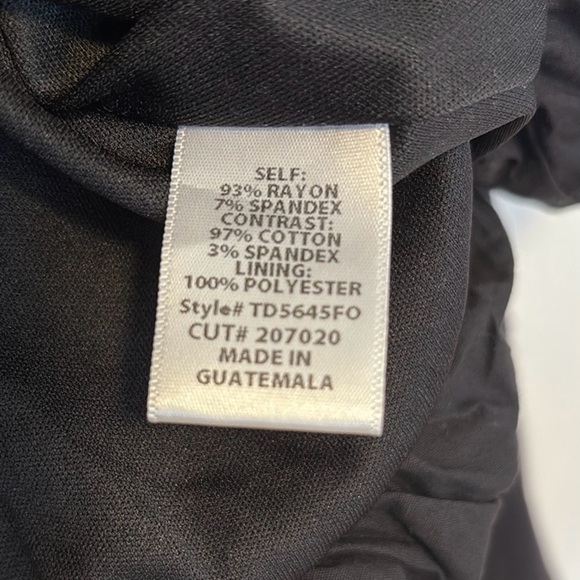 SELF:
93% RAYON
7% SPANDEX
CONTRAST:
97% COTTON
3% SPANDEX
LINING:
100% POLYESTER
Style# TD5645FO
CUT# 207020
MADE IN
GUATEMALA